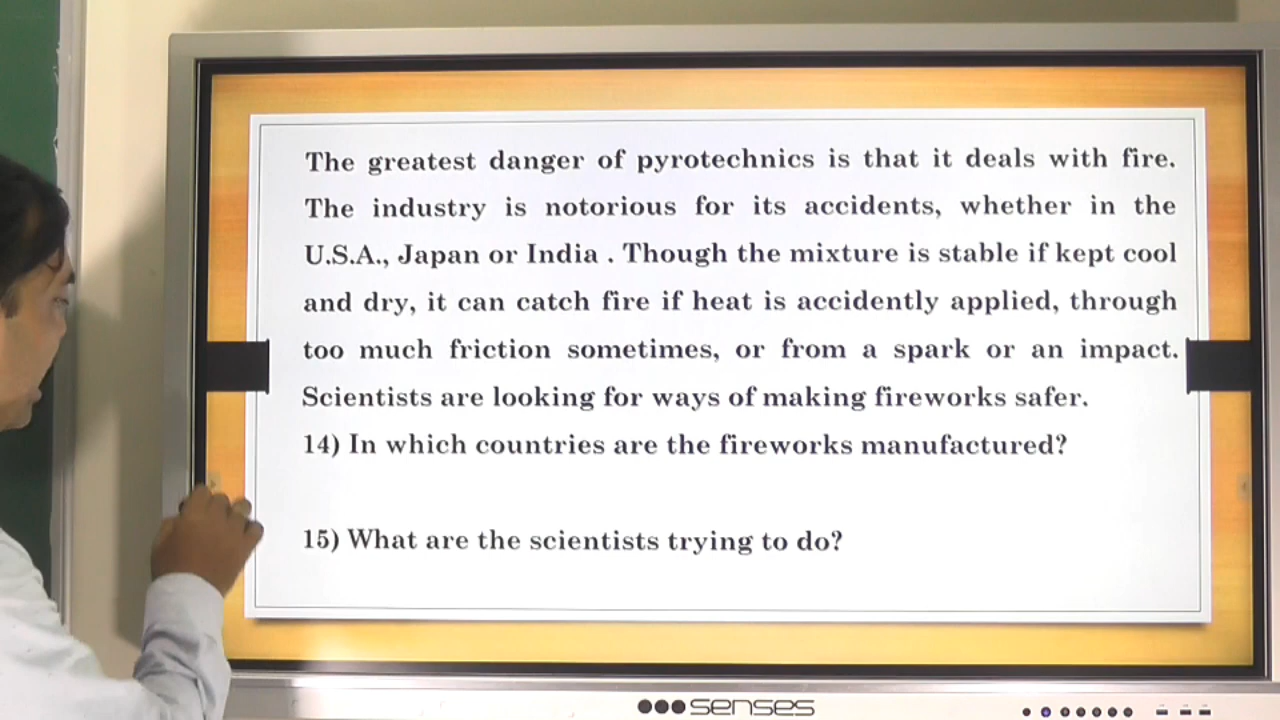 The greatest danger of pyrotechnics is that it deals with fire.
The industry is notorious for its accidents, whether in the
U.S.A., Japan or India . Though the mixture is stable if kept cool
and dry, it can catch fire if heat is accidently applied, through
too much friction sometimes, or from a spark or an impact.
Scientists are looking for ways of making fireworks safer.
14) In which countries are the fireworks manufactured?
15) What are the scientists trying to do?
senses